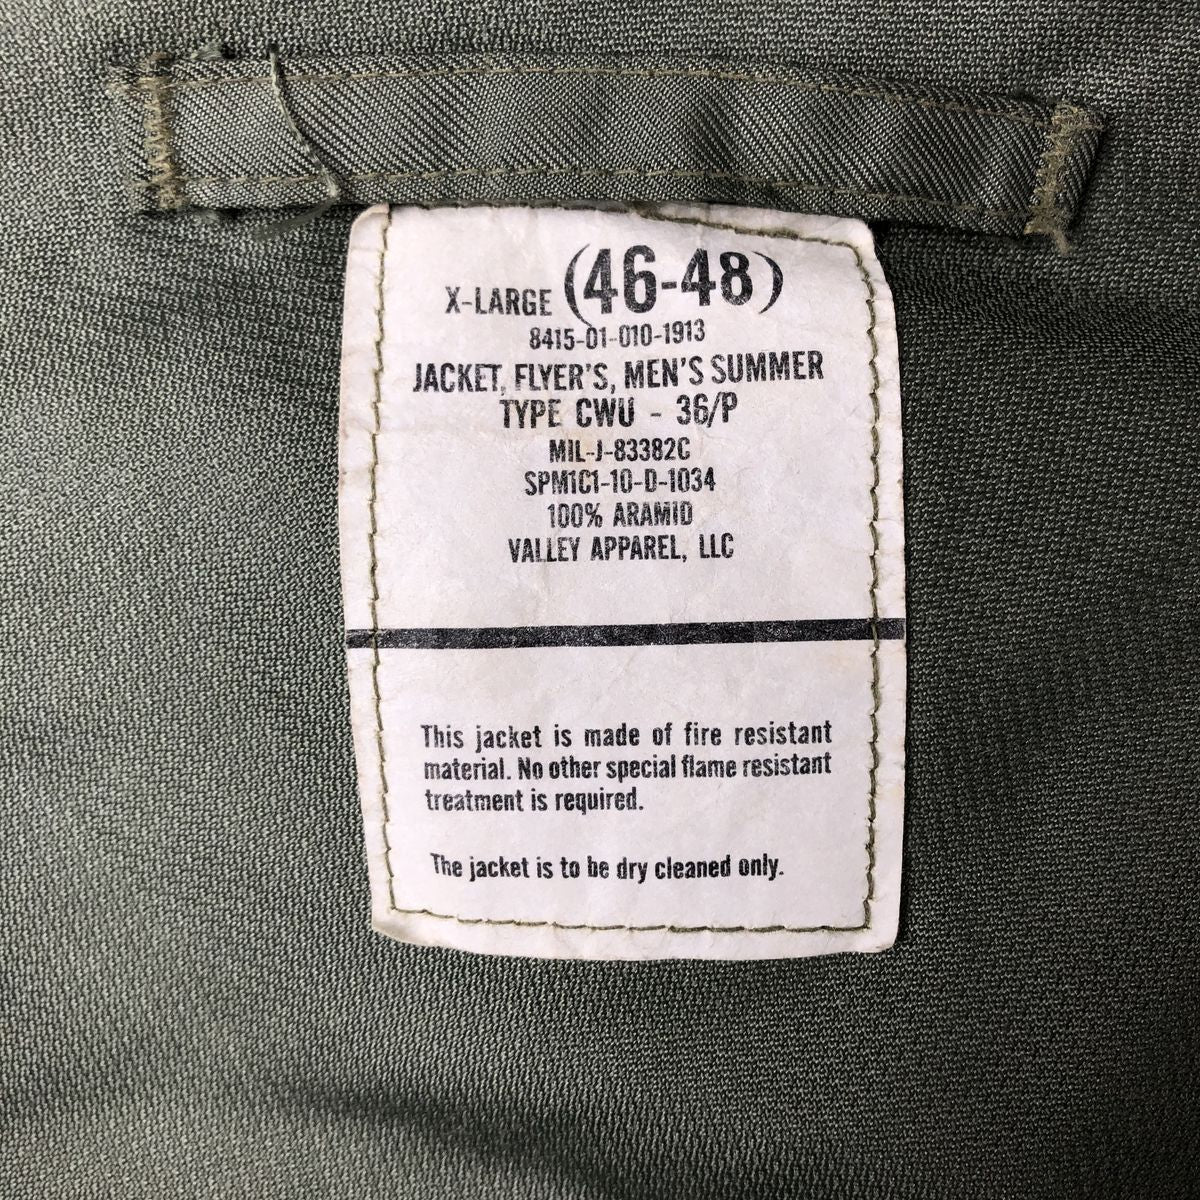 X-LARGE (46-48)
8415-01-010-1913
JACKET, FLYER'S, MEN'S SUMMER
TYPE CWU - 36/P
MIL-J-83382C
SPM1C1-10-D-1034
100% ARAMID
VALLEY APPAREL, LLC
This jacket is made of fire resistant
material. No other special flame resistant
treatment is required.
The jacket is to be dry cleaned only.